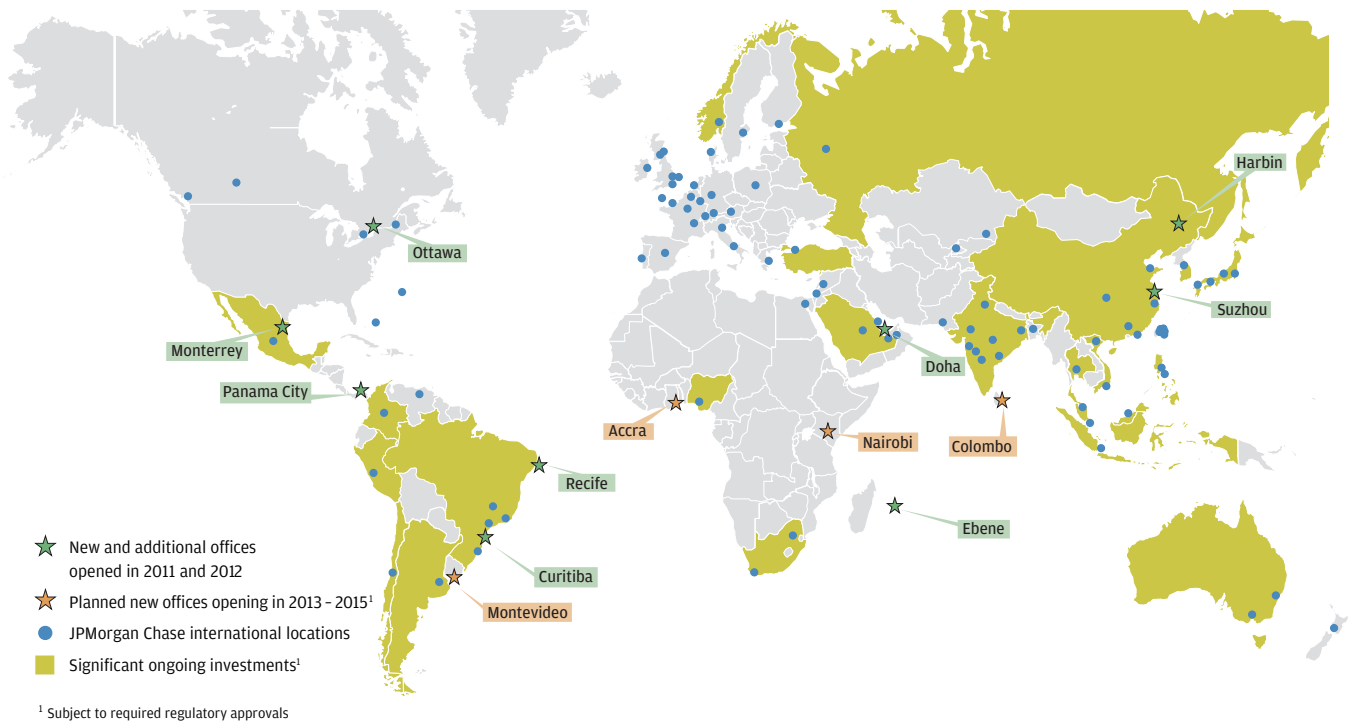 Harbin
Ottawa
Suzhou
Monterrey
Doha
Panama City
Accra
Nairobi
Colombo
Recife
Ebene
New and additional offices
opened in 2011 and 2012
Curitiba
Planned new offices opening in 2013 – 2015¹
Montevideo
JPMorgan Chase international locations
Significant ongoing investments¹
¹ Subject to required regulatory approvals